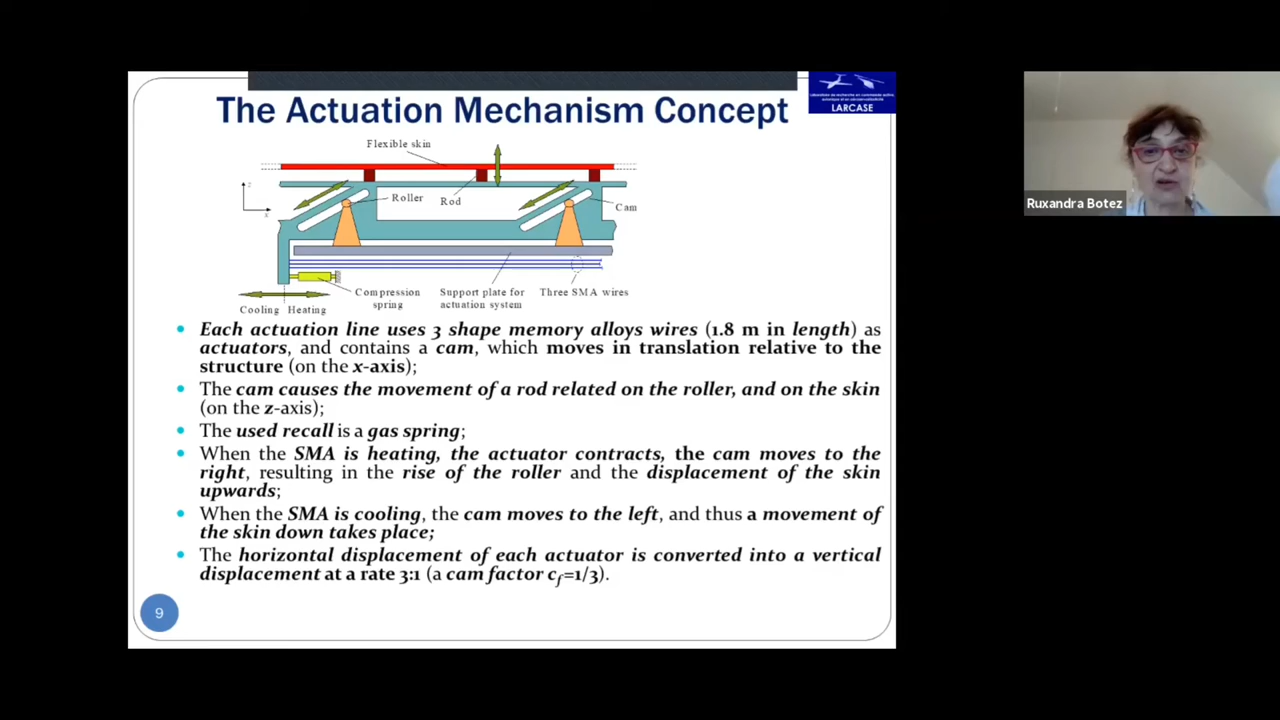 The Actuation Mechanism Concept
LARCASE
Flexible skin
z
Roller
Rod
Cam
x
Compression
spring
Support plate for
actuation system
Three SMA wires
Cooling Heating
Each actuation line uses 3 shape memory alloys wires (1.8 m in length) as
actuators, and contains a cam, which moves in translation relative to the
structure (on the x-axis);
The cam causes the movement of a rod related on the roller, and on the skin
(on the z-axis);
The used recall is a gas spring;
When the SMA is heating, the actuator contracts, the cam moves to the
right, resulting in the rise of the roller and the displacement of the skin
upwards;
When the SMA is cooling, the cam moves to the left, and thus a movement of
the skin down takes place;
The horizontal displacement of each actuator is converted into a vertical
displacement at a rate 3:1 (a cam factor cf=1/3).
9
Ruxandra Botez